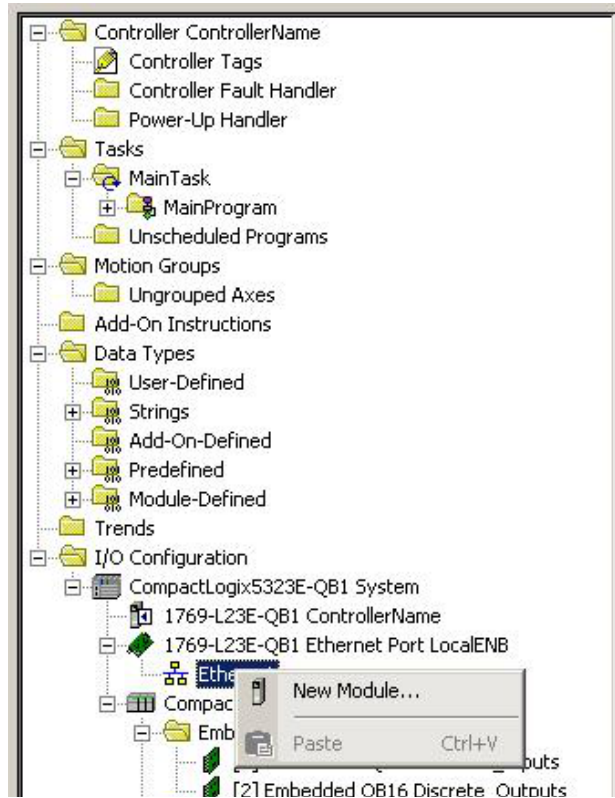 Controller ControllerName
Controller Tags
Controller Fault Handler
Power-Up Handler
Tasks
MainTask
MainProgram
Unscheduled Programs
Motion Groups
Ungrouped Axes
Add-On Instructions
Data Types
User-Defined
Strings
Add-On-Defined
Predefined
Module-Defined
Trends
I/O Configuration
CompactLogix5323E-QB1 System
1769-L23E-QB1 ControllerName
1769-L23E-QB1 Ethernet Port LocalENB
Ethe
New Module...
Compac
Emb
Paste Ctrl+V
[2] Embedded OB16 Discrete_Outputs